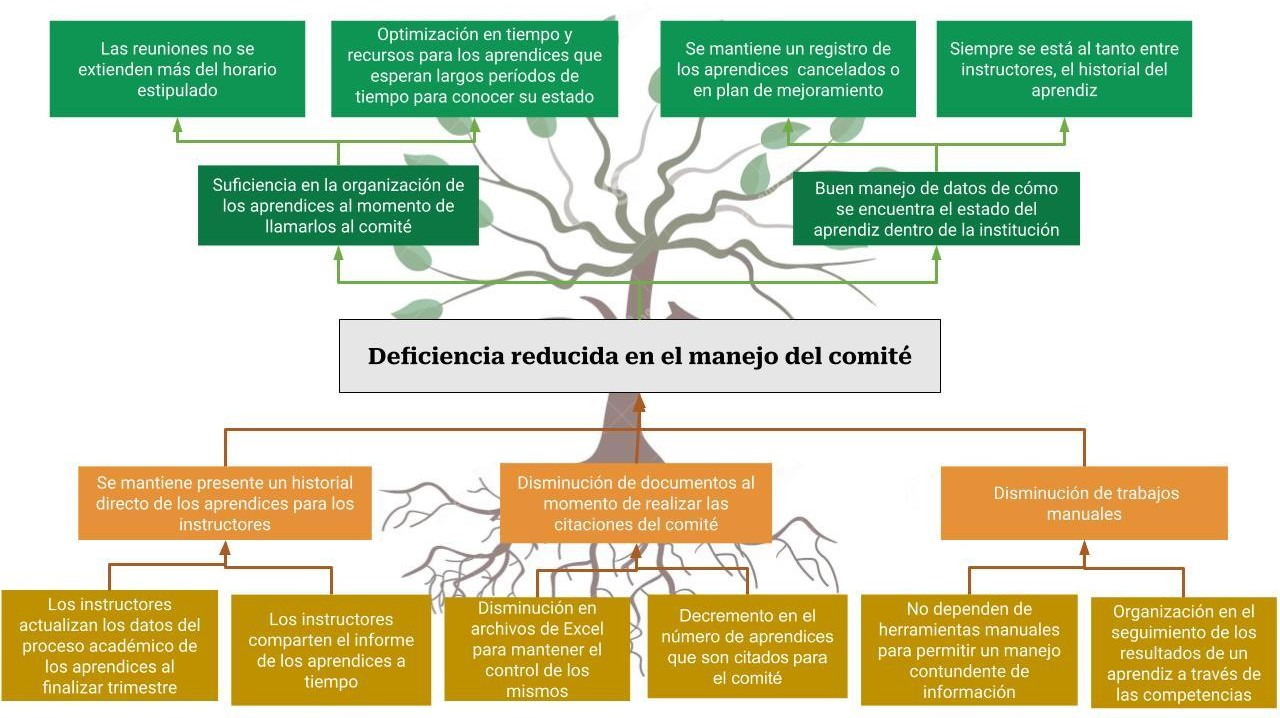 Las reuniones no se
extienden más del horario
estipulado
Optimización en tiempo y
recursos para los aprendices que
esperan largos períodos de
tiempo para conocer su estado
Se mantiene un registro de
los aprendices cancelados o
en plan de mejoramiento
Siempre se está al tanto entre
instructores, el historial del
aprendiz
Suficiencia en la organización de
los aprendices al momento de
llamarlos al comité
Buen manejo de datos de cómo
se encuentra el estado del
aprendiz dentro de la institución
Deficiencia reducida en el manejo del comité
Se mantiene presente un historial
directo de los aprendices para los
instructores
Disminución de documentos al
momento de realizar las
citaciones del comité
Disminución de trabajos
manuales
Los instructores
actualizan los datos del
proceso académico de
los aprendices al
finalizar trimestre
Los instructores
comparten el informe
de los aprendices a
tiempo
Disminución en
archivos de Excel
para mantener el
control de los
mismos
Decremento en el
número de aprendices
que son citados para
el comité
No dependen de
herramientas manuales
para permitir un manejo
contundente de
información
Organización en el
seguimiento de los
resultados de un
aprendiz a través de
las competencias